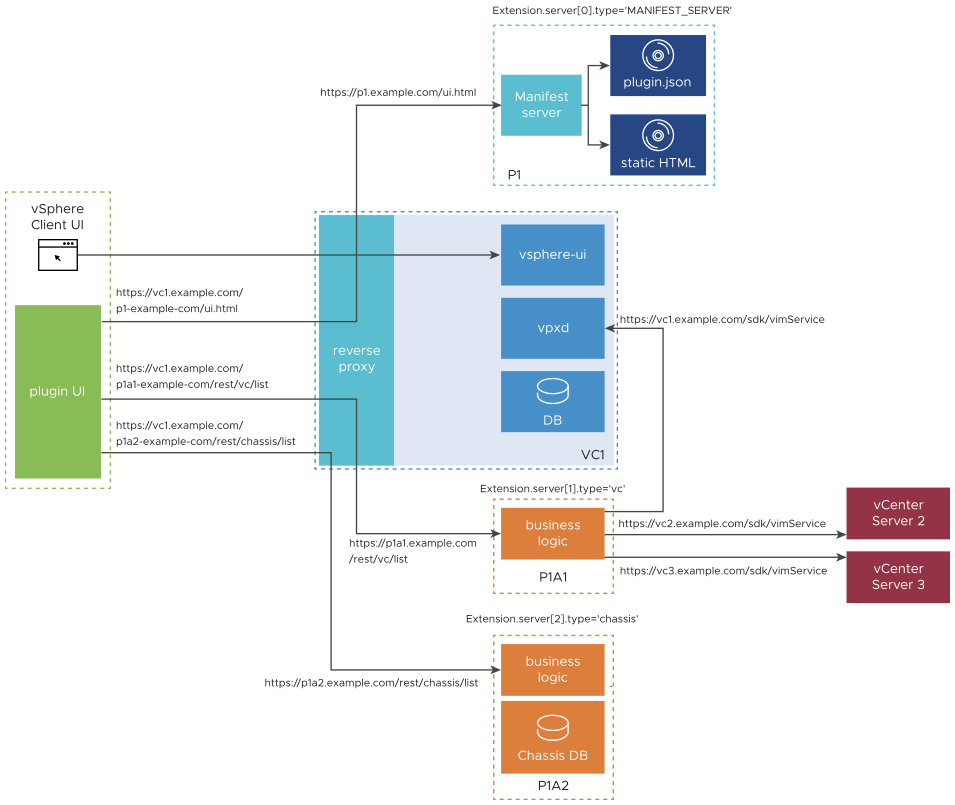 Extension.server[0].type='MANIFEST_SERVER'
https://p1.example.com/ui.html
Manifest
server
plugin.json
static HTML
P1
vSphere
Client UI
vsphere-ui
https://vc1.example.com/
p1-example-com/ui.html
vpxd
https://vc1.example.com/sdk/vimService
reverse
proxy
plugin UI
https://vc1.example.com/
p1a1-example-com/rest/vc/list
DB
https://vc1.example.com/
p1a2-example-com/rest/chassis/list
VC1
Extension.server[1].type='vc'
business
logic
https://p1a1.example.com
/rest/vc/list
P1A1
https://vc2.example.com/sdk/vimService
vCenter
Server 2
https://vc3.example.com/sdk/vimService
vCenter
Server 3
Extension.server[2].type='chassis'
business
logic
https://p1a2.example.com/rest/chassis/list
Chassis DB
P1A2